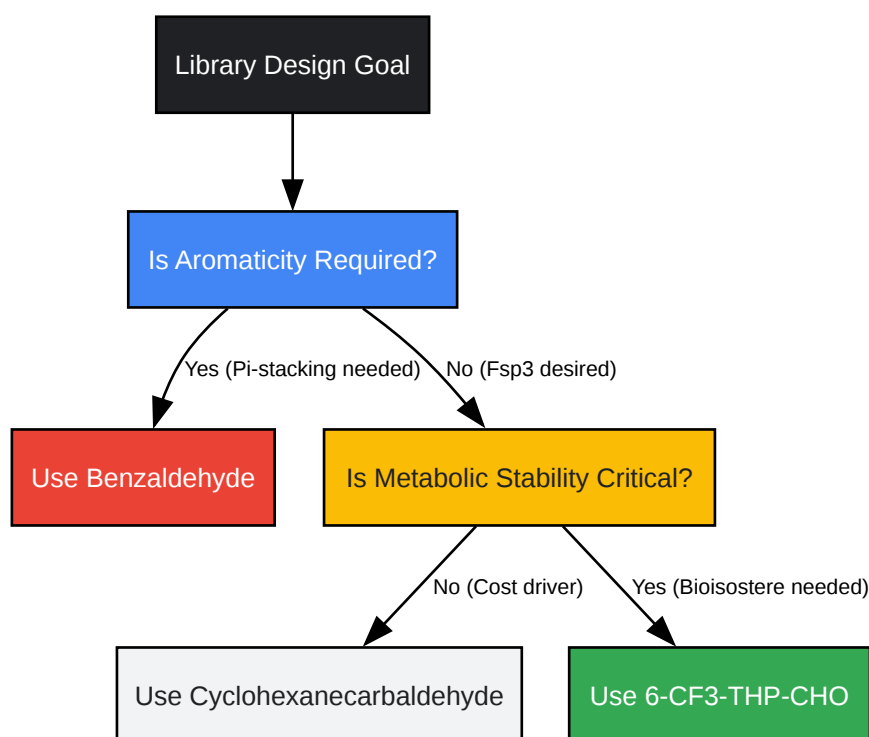 Library Design Goal
Is Aromaticity Required?
Yes (Pi-stacking needed)
No (Fsp3 desired)
Use Benzaldehyde
Is Metabolic Stability Critical?
No (Cost driver)
Yes (Bioisostere needed)
Use Cyclohexanecarbaldehyde
Use 6-CF3-THP-CHO